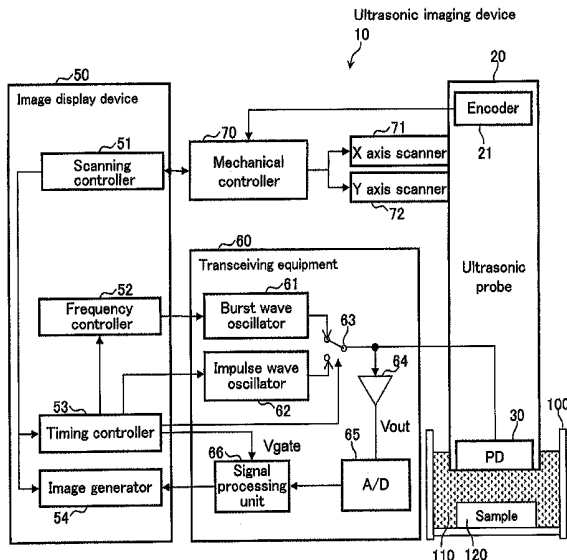 Ultrasonic imaging device
10
50
Image display device
51
Scanning controller
52
Frequency controller
53
Timing controller
Image generator
54
70
Mechanical controller
71
X axis scanner
Y axis scanner
72
20
Encoder
21
Ultrasonic probe
60
Transceiving equipment
61
Burst wave oscillator
63
Impulse wave oscillator
62
64
Vout
Vgate
66
Signal processing unit
65
A/D
30
PD
100
Sample
110
120